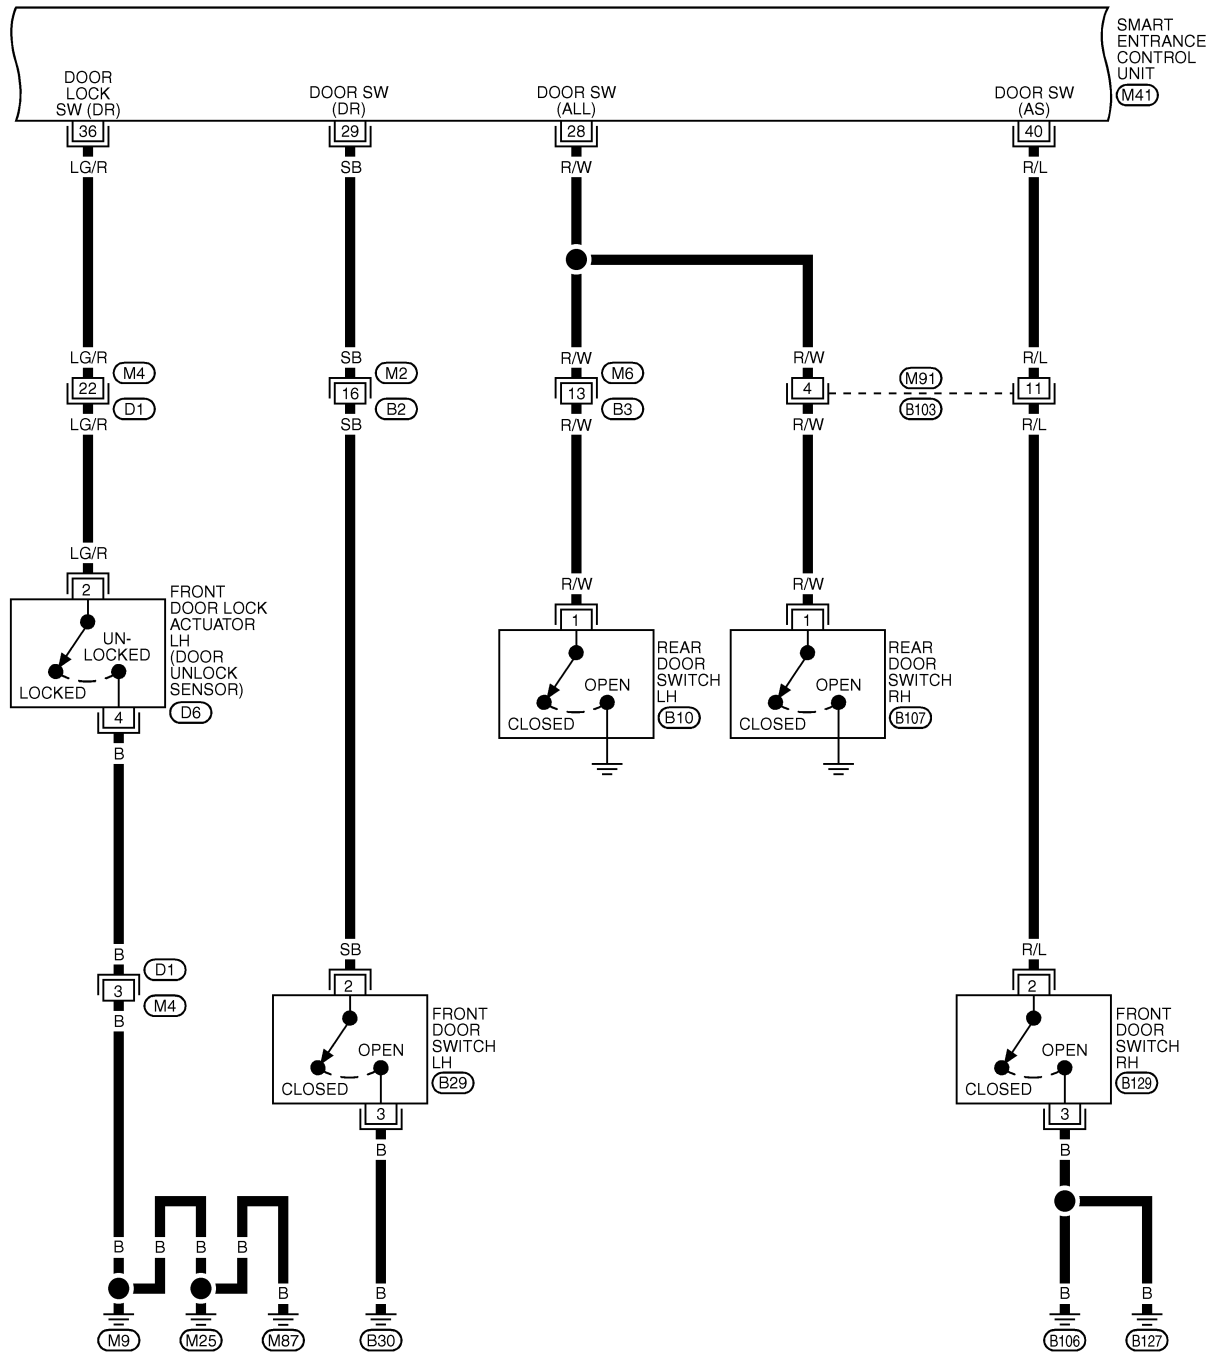 SMART
ENTRANCE
CONTROL
UNIT
M41
DOOR
LOCK
SW (DR)
DOOR SW
(DR)
DOOR SW
(ALL)
DOOR SW
(AS)
36
29
28
40
LG/R
SB
R/W
R/L
LG/R
SB
R/W
R/W
R/L
M4
M2
M6
M91
22
16
13
4
11
D1
B2
B3
B103
LG/R
SB
R/W
R/W
R/L
LG/R
R/W
R/W
2
FRONT
DOOR LOCK
ACTUATOR
LH
(DOOR
UNLOCK
SENSOR)
D6
UN-
LOCKED
LOCKED
4
B
1
REAR
DOOR
SWITCH
LH
B10
OPEN
CLOSED
1
REAR
DOOR
SWITCH
RH
B107
OPEN
CLOSED
B
D1
3
M4
B
SB
2
FRONT
DOOR
SWITCH
LH
B29
OPEN
CLOSED
3
B
R/L
2
FRONT
DOOR
SWITCH
RH
B129
OPEN
CLOSED
3
B
B
B
B
B
B
B
B
B
M9
M25
M87
B30
B106
B127